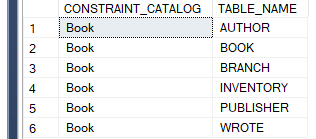 CONSTRAINT_CATALOG TABLE_NAME
1 Book AUTHOR
2 Book BOOK
3 Book BRANCH
4 Book INVENTORY
5 Book PUBLISHER
6 Book WROTE